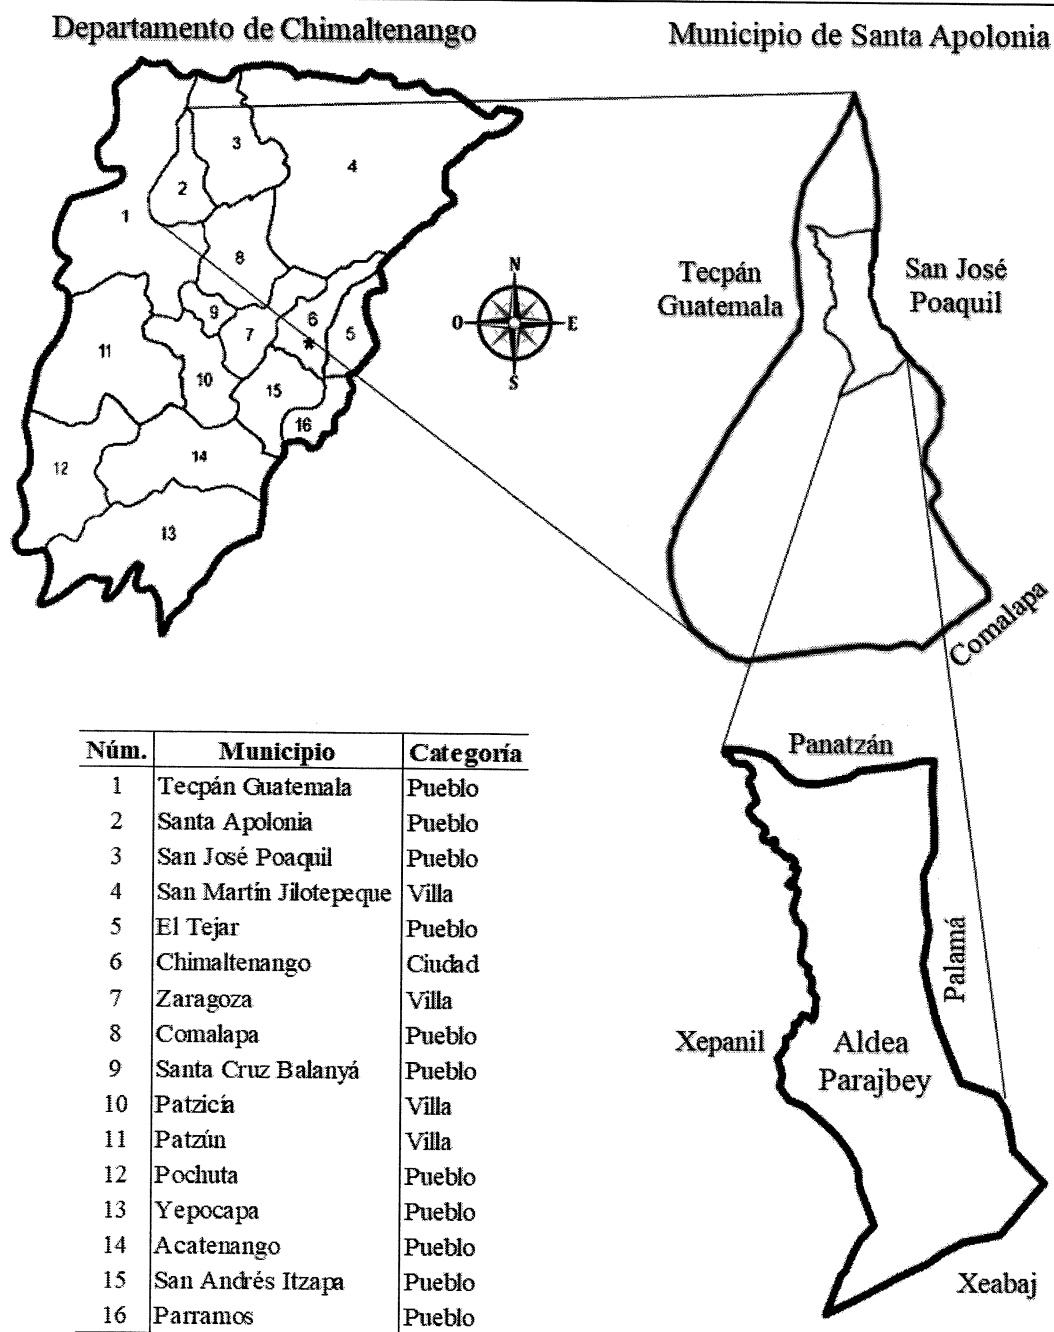 Departamento de Chimaltenango
Municipio de Santa Apolonia
3
4
2
1
8
9
6
7
5
11
10
15
16
12
14
13
N
O
E
S
Tecpán
Guatemala
San José
Poaquil
Comalapa
Núm. Municipio Categoría
1 Tecpán Guatemala Pueblo
2 Santa Apolonia Pueblo
3 San José Poaquil Pueblo
4 San Martín Jilotepeque Villa
5 El Tejar Pueblo
6 Chimaltenango Ciudad
7 Zaragoza Villa
8 Comalapa Pueblo
9 Santa Cruz Balanyá Pueblo
10 Patzicía Villa
11 Patzún Villa
12 Pochuta Pueblo
13 Yepocapa Pueblo
14 Acatenango Pueblo
15 San Andrés Itzapa Pueblo
16 Parramos Pueblo
Panatzán
Palamá
Xepanil
Aldea
Parajbey
Xeabaj